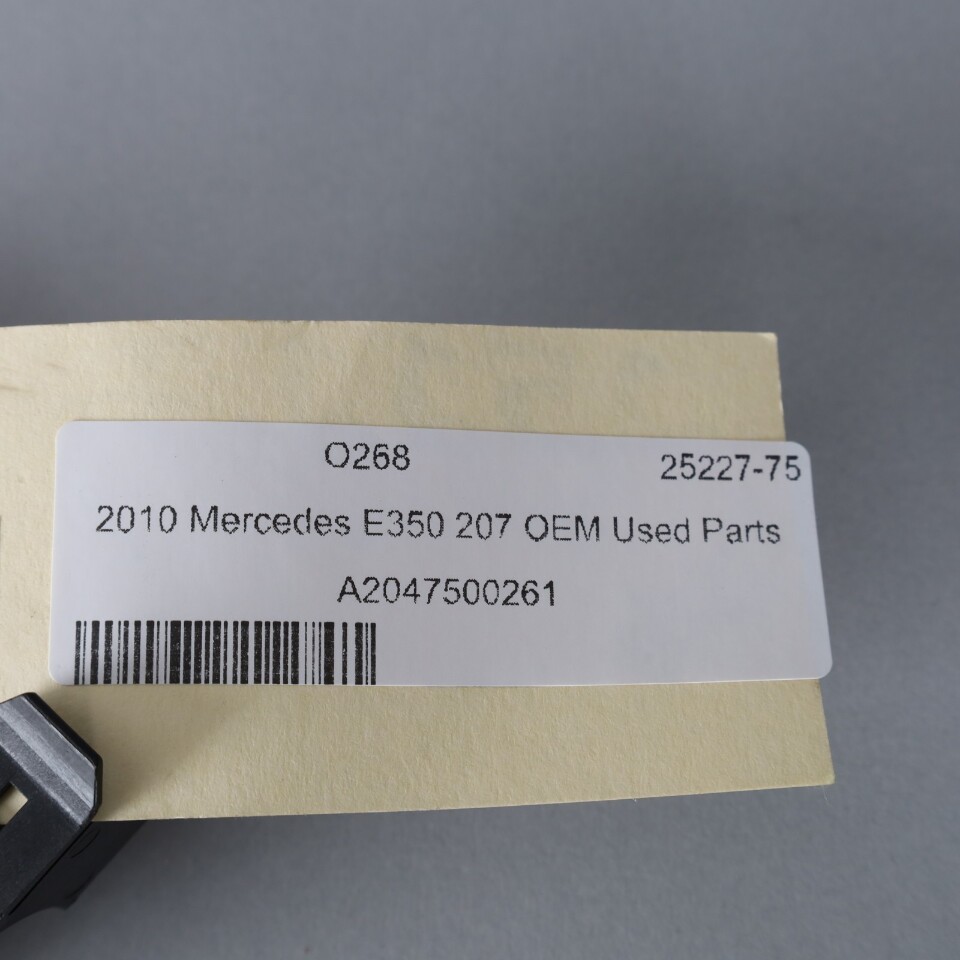 O268 25227-75
2010 Mercedes E350 207 OEM Used Parts
A2047500261